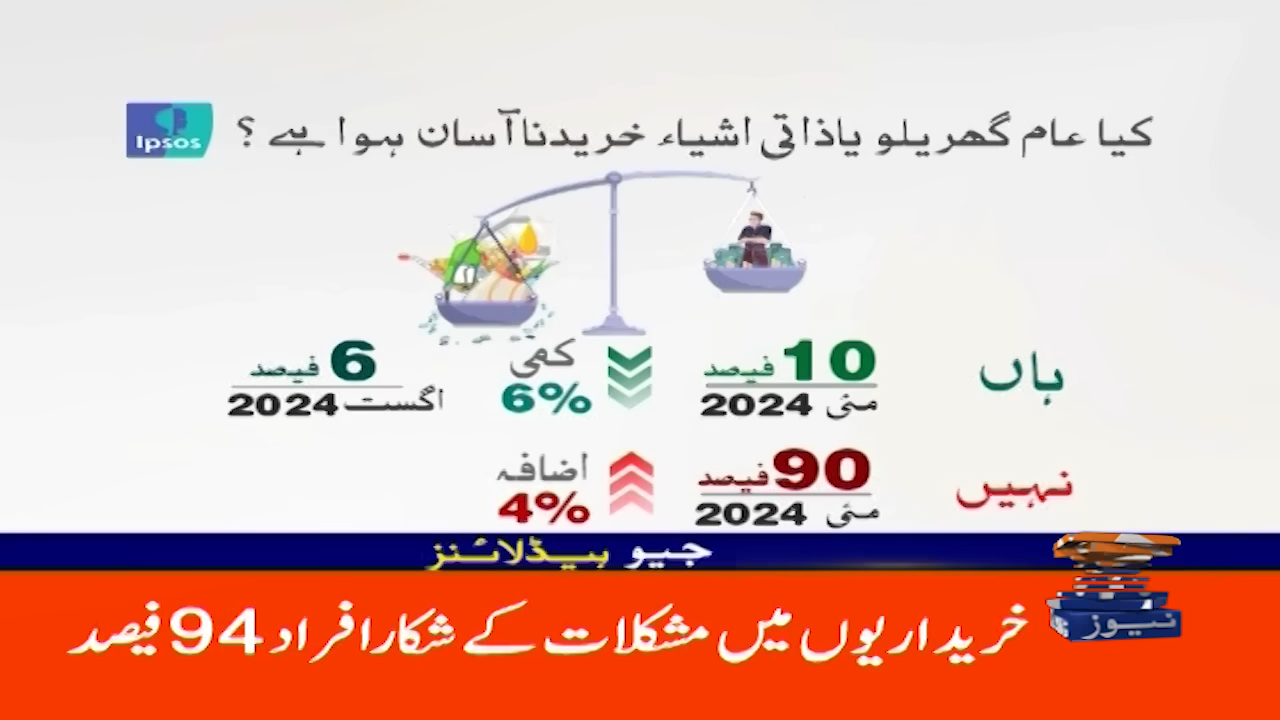 کیا عام گھریلو یا ذاتی اشیاء خریدنا آسان ہوا ہے ؟
Ipsos
ہاں
10 فیصد
مئی 2024
کمی
6%
6 فیصد
اگست 2024
نہیں
90 فیصد
مئی 2024
اضافہ
4%
جیو ہیڈلائنز
نیوز
خریداریوں میں مشکلات کے شکار افراد 94 فیصد